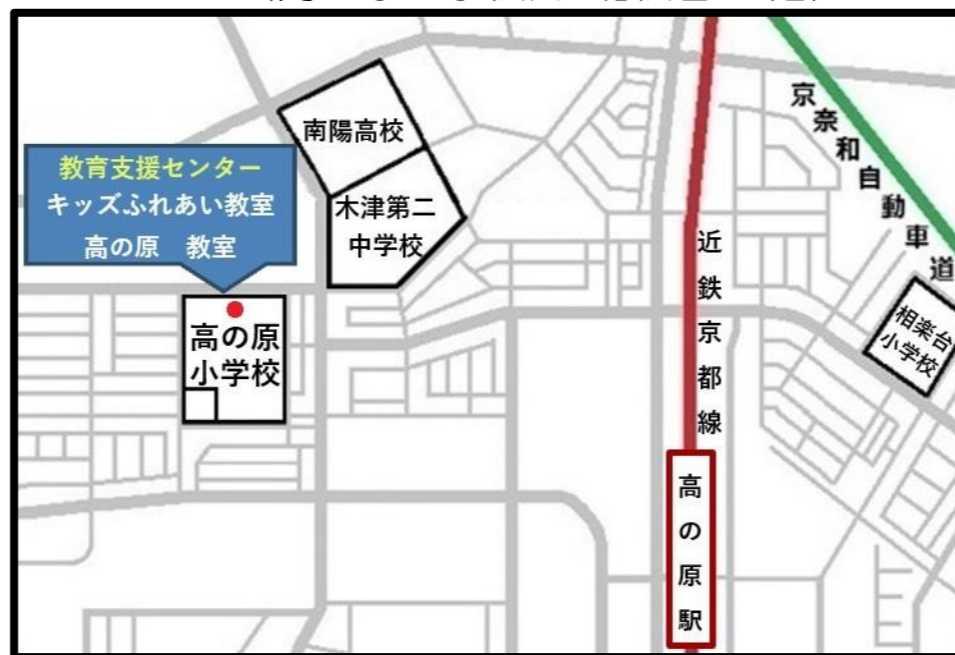 南陽高校
教育支援センター
キッズふれあい教室
高の原　教室
木津第二
中学校
高の原
小学校
近鉄京都線
高の原駅
京奈和自動車道
相楽台
小学校